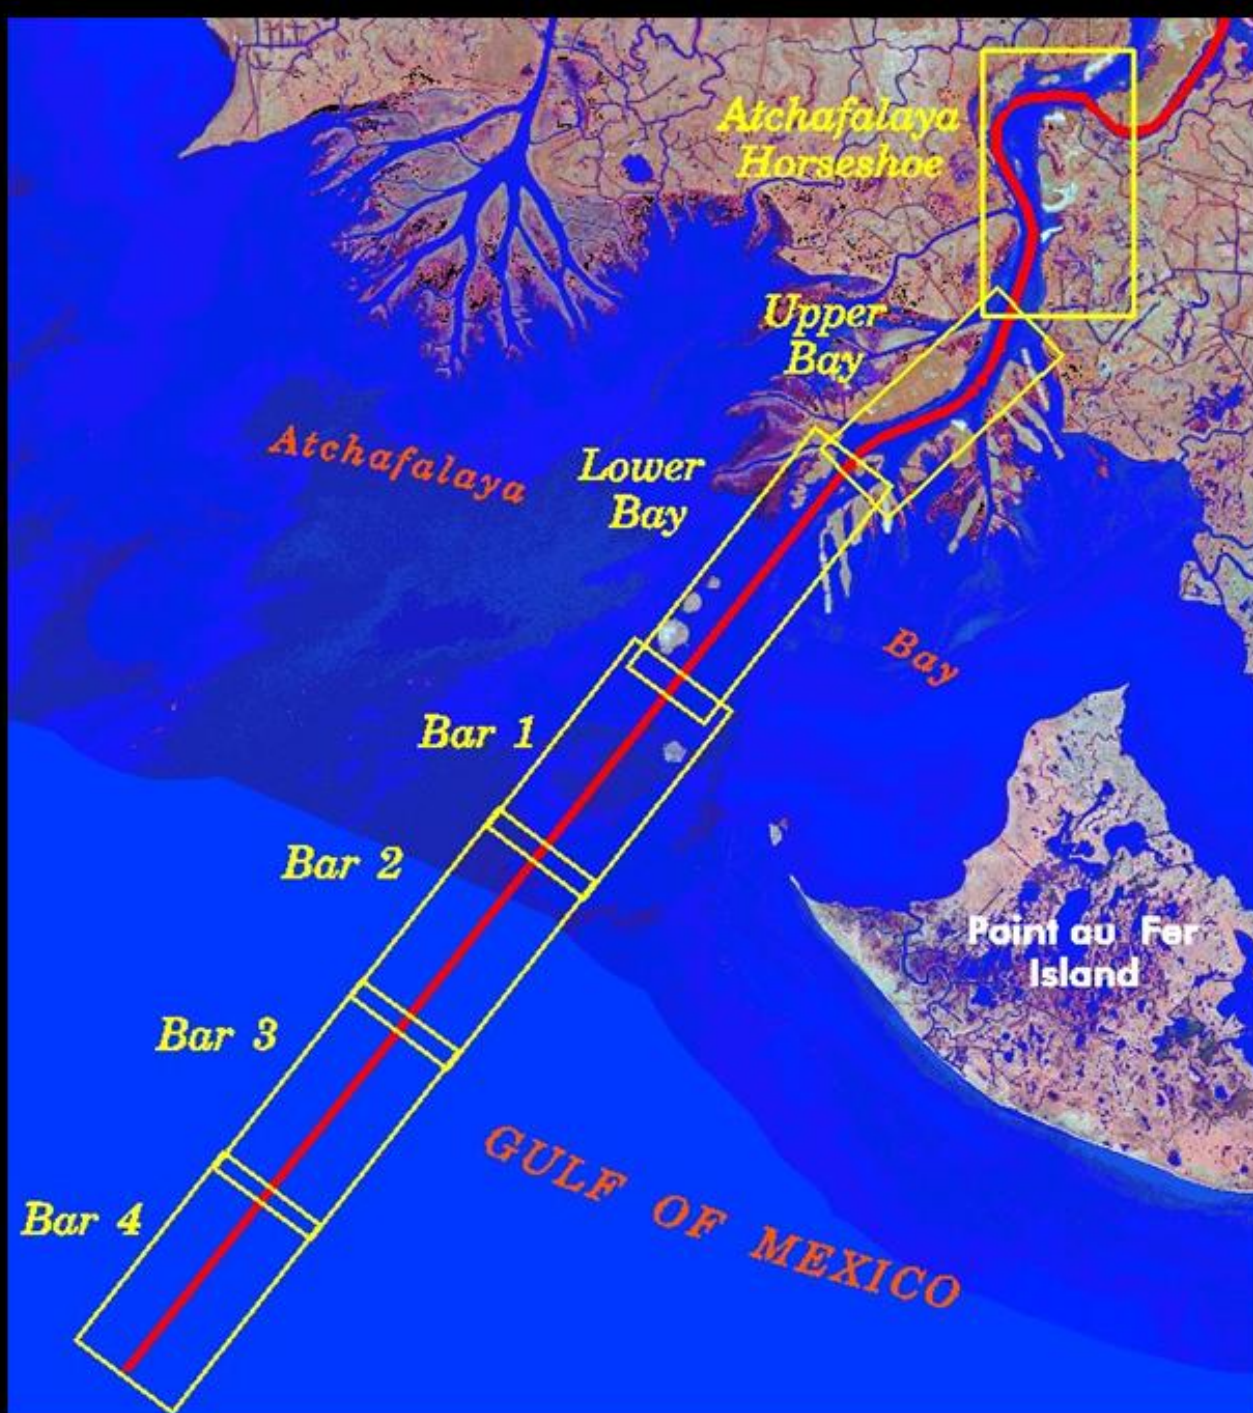 Atchafalaya
Horseshoe
Upper
Bay
Lower
Bay
Atchafalaya
Bay
Bar 1
Bar 2
Bar 3
Bar 4
Point au Fer
Island
GULF OF MEXICO